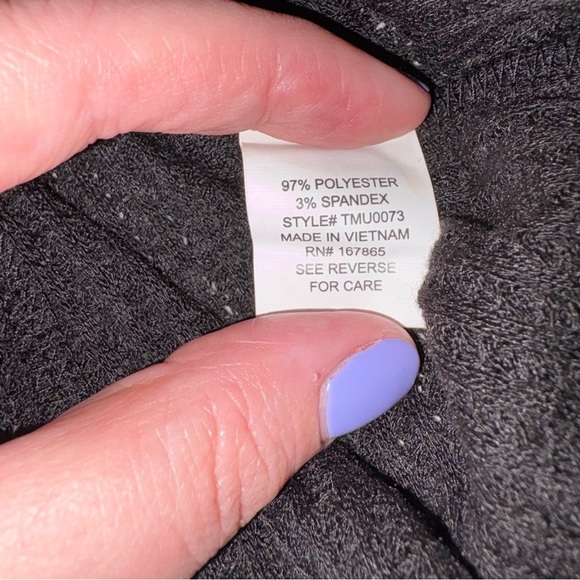 97% POLYESTER
3% SPANDEX
STYLE# TMU0073
MADE IN VIETNAM
RN# 167865
SEE REVERSE
FOR CARE